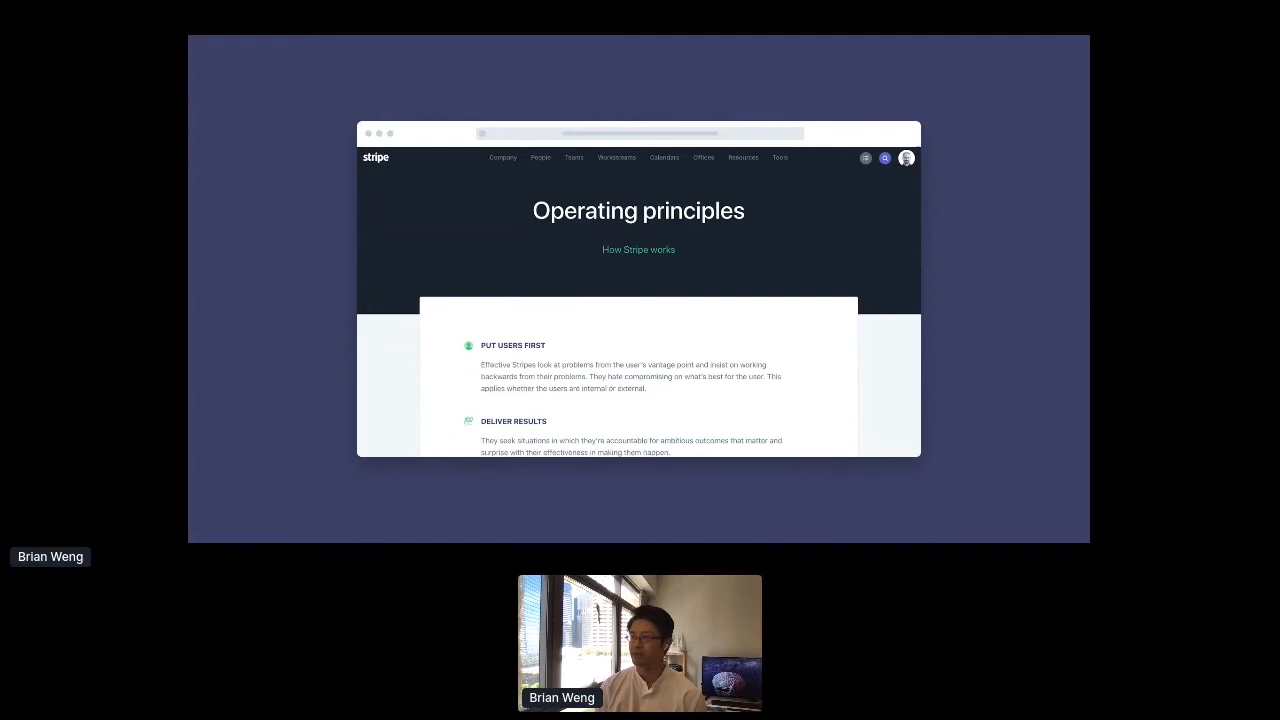 stripe
Company People Teams Workstreams Calendars Offices Resources Tools
Operating principles
How Stripe works
PUT USERS FIRST
Effective Stripes look at problems from the user's vantage point and insist on working
backwards from their problems. They hate compromising on what's best for the user. This
applies whether the users are internal or external.
DELIVER RESULTS
They seek situations in which they're accountable for ambitious outcomes that matter and
surprise with their effectiveness in making them happen.
Brian Weng
Brian Weng